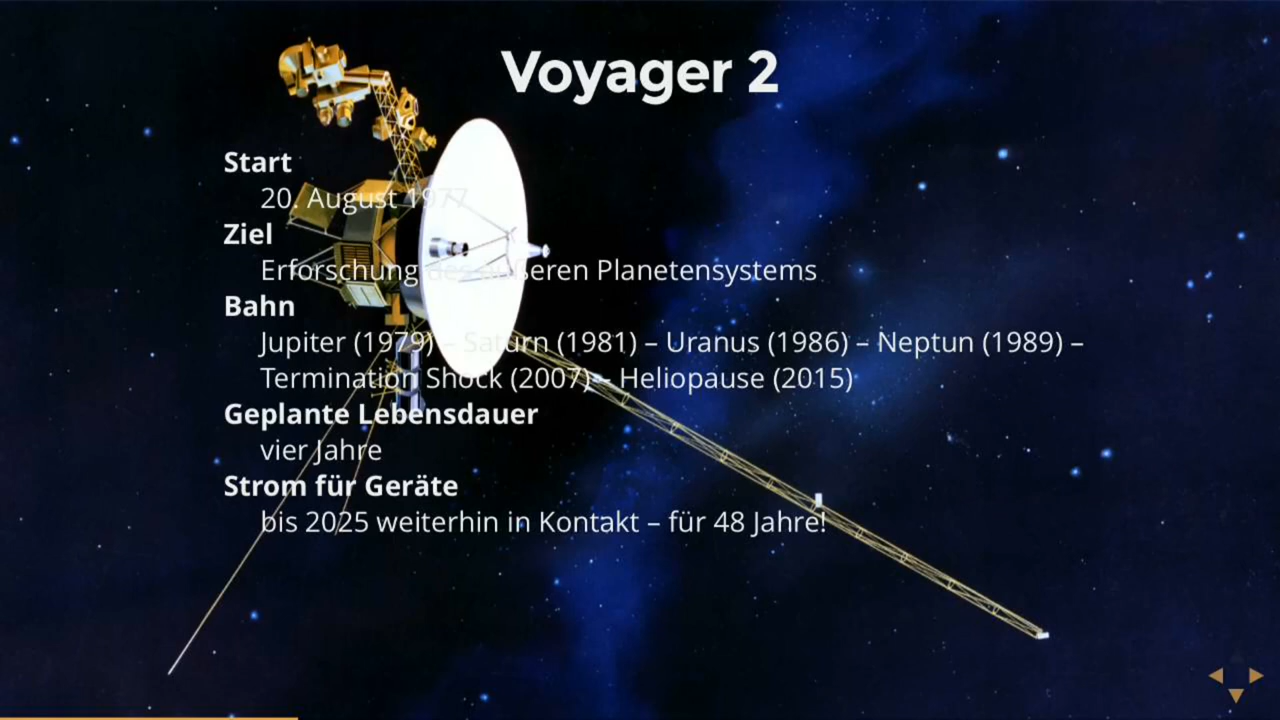 Voyager 2
Start
20. August 1977
Ziel
Erforschung des äußeren Planetensystems
Bahn
Jupiter (1979) – Saturn (1981) – Uranus (1986) – Neptun (1989) –
Termination Shock (2007) – Heliopause (2015)
Geplante Lebensdauer
vier Jahre
Strom für Geräte
bis 2025 weiterhin in Kontakt – für 48 Jahre!